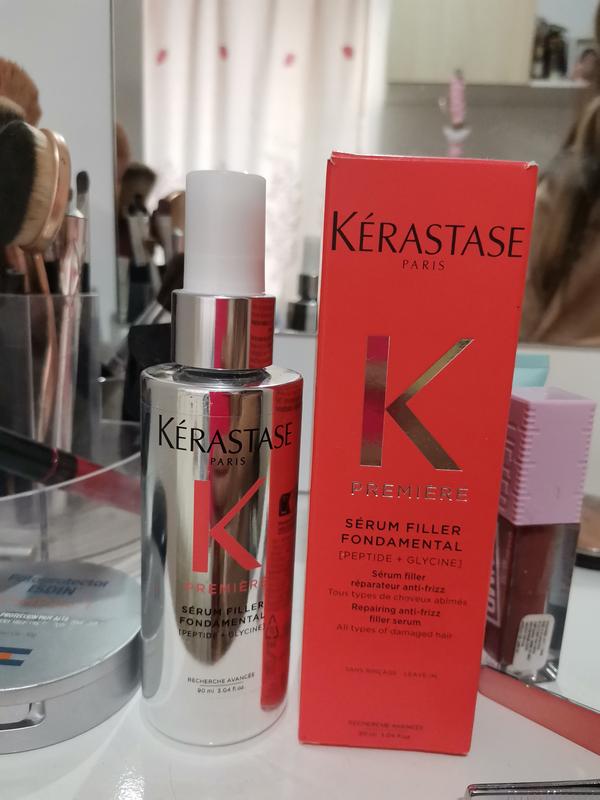 KÉRASTASE
PARIS
K
PREMIÈRE
SÉRUM FILLER
FONDAMENTAL
[PEPTIDE + GLYCINE]
RECHERCHE AVANCÉE
90 ml 3.04 fl.oz.
KÉRASTASE
PARIS
K
PREMIÈRE
SÉRUM FILLER
FONDAMENTAL
[PEPTIDE + GLYCINE]
Sérum filler
réparateur anti-frizz
Tous types de cheveux abîmés
Repairing anti-frizz
filler serum
All types of damaged hair
SANS RINÇAGE - LEAVE-IN
RECHERCHE AVANCÉE
90 ml 3.04 fl.oz.
Fotoprotector
ISDIN